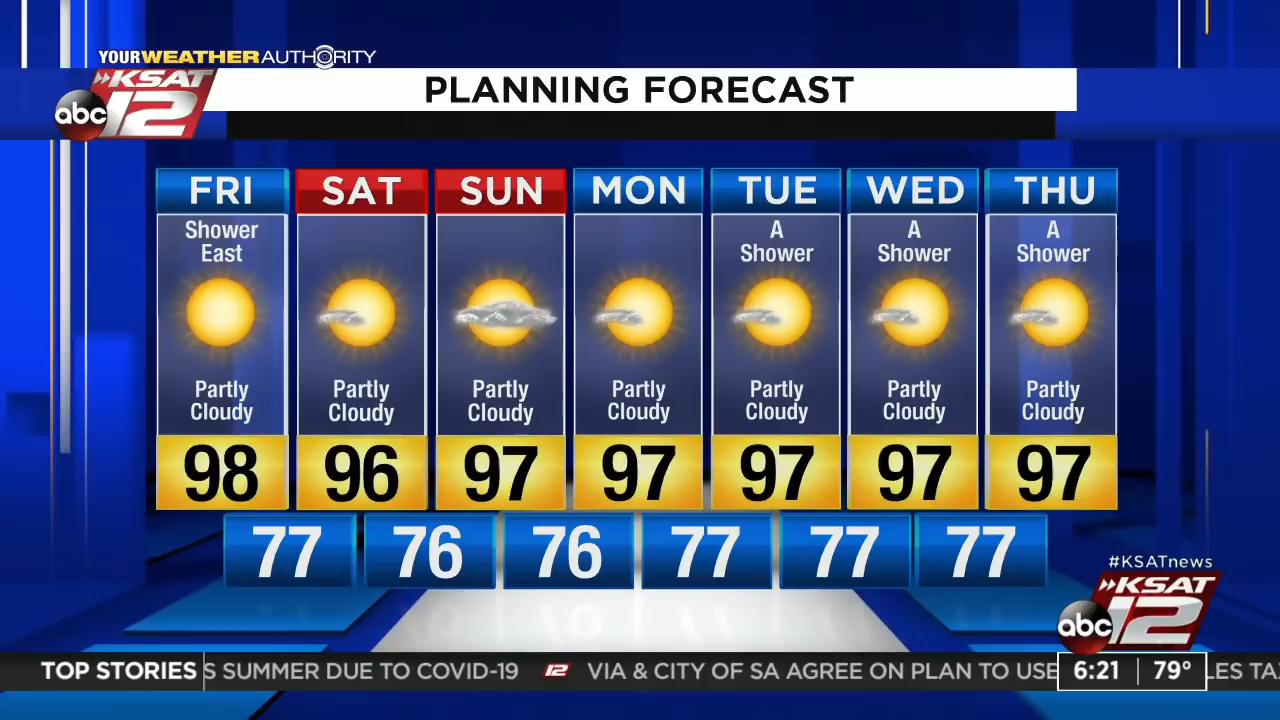 YOURWEATHERAUTHORITY
KSAT
abc 12
PLANNING FORECAST
FRI SAT SUN MON TUE WED THU
Shower East
A Shower
A Shower
A Shower
Partly Cloudy
Partly Cloudy
Partly Cloudy
Partly Cloudy
Partly Cloudy
Partly Cloudy
Partly Cloudy
98 96 97 97 97 97 97
77 76 76 77 77 77
#KSATnews
KSAT
abc 12
TOP STORIES S SUMMER DUE TO COVID-19 12 VIA & CITY OF SA AGREE ON PLAN TO USE 6:21 79° LES TAX